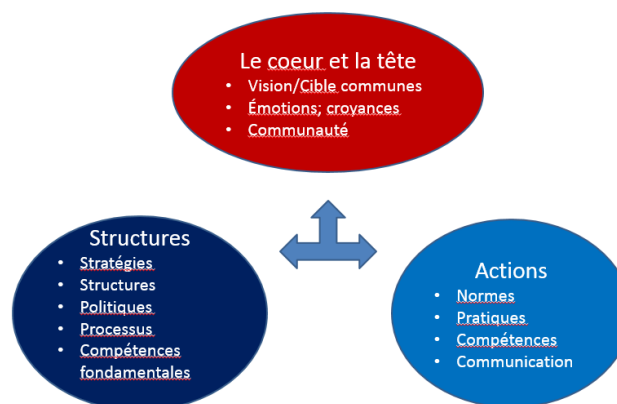 Le coeur et la tête
• Vision/Cible communes
• Émotions; croyances
• Communauté
Structures
• Stratégies
• Structures
• Politiques
• Processus
• Compétences
fondamentales
Actions
• Normes
• Pratiques
• Compétences
• Communication